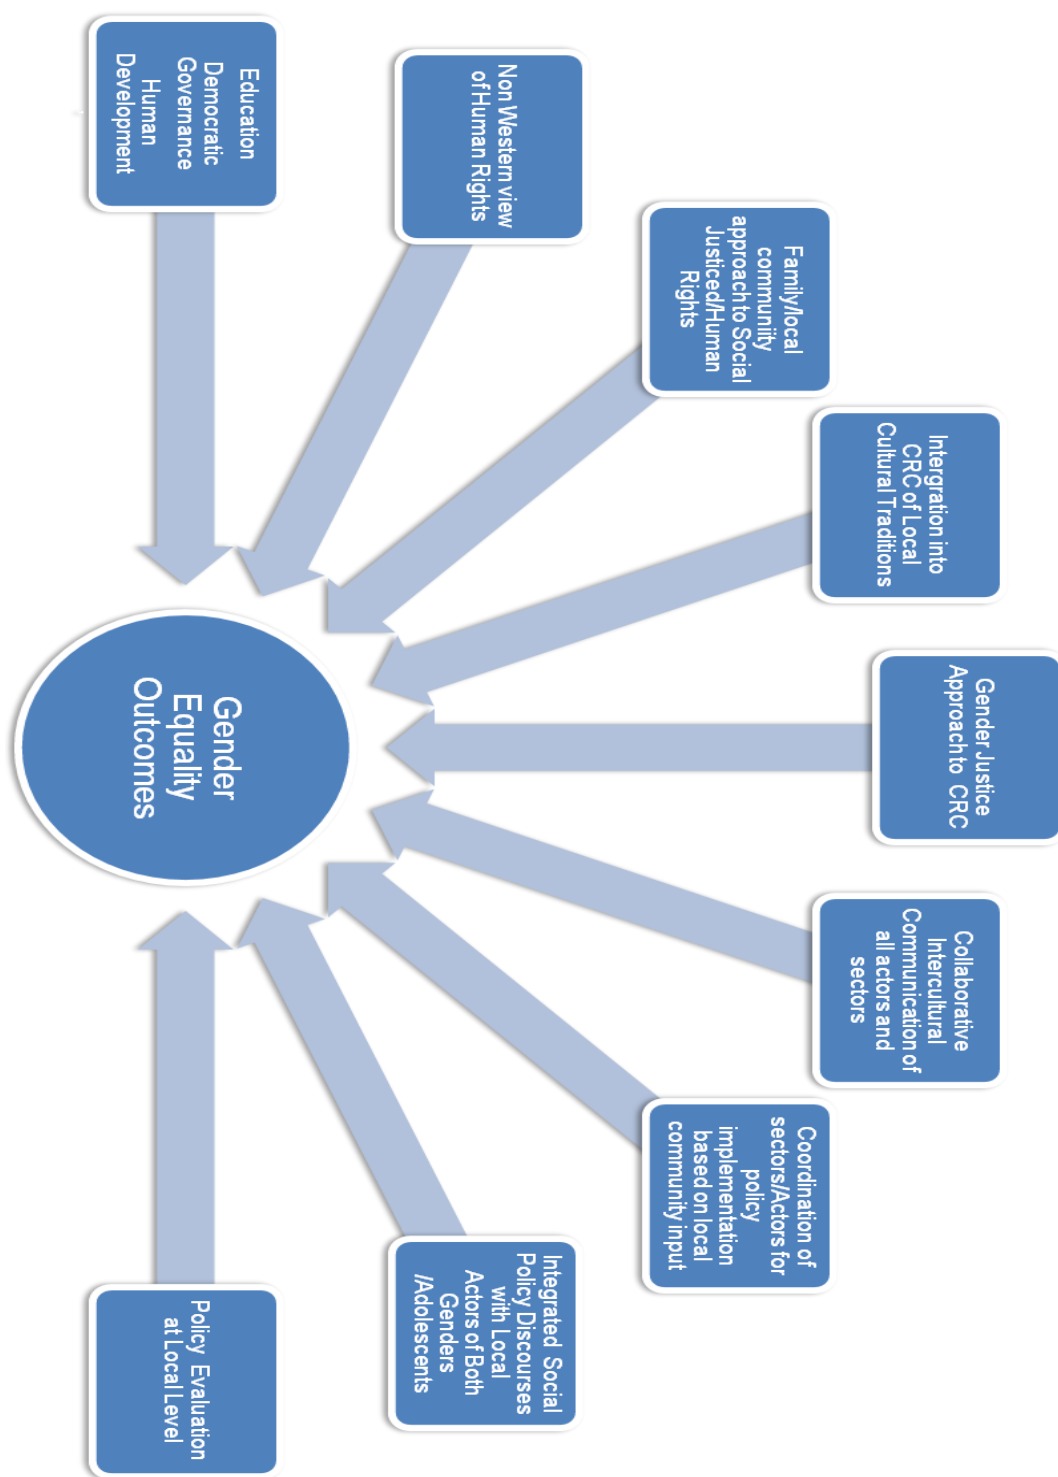 Education
Democratic
Governance
Human
Development
Non Western view
of Human Rights
Family/local
communiity
approach to Social
Justiced/Human
Rights
Intergration into
CRC of Local
Cultural Traditions
Gender Justice
Approach to CRC
Collaborative
Intercultural
Communication of
all actors and
sectors
Coordination of
sectors/Actors for
policy
implementation
based on local
community input
Integrated Social
Policy Discourses
with Local
Actors of Both
Genders
/Adolescents
Policy Evaluation
at Local Level
Gender
Equality
Outcomes